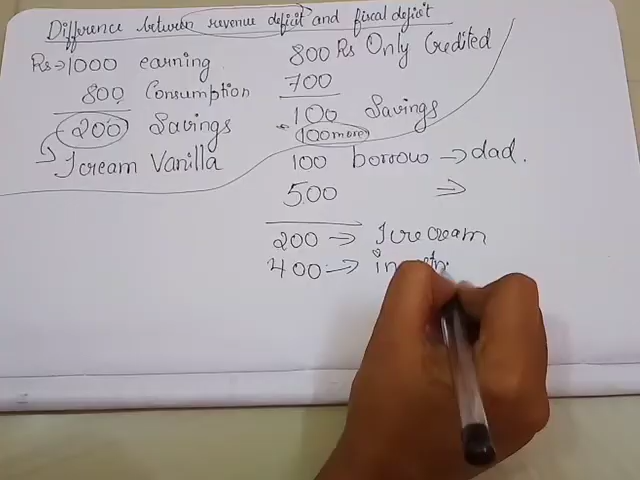 Difference between revenue deficit and fiscal deficit
Rs → 1000 earning
800 Consumption
200 Savings
Icream Vanilla
800 Rs Only Credited
700
100 Savings
100 more
100 borrow → dad.
500 ⇒
200 → Icecream
400 →